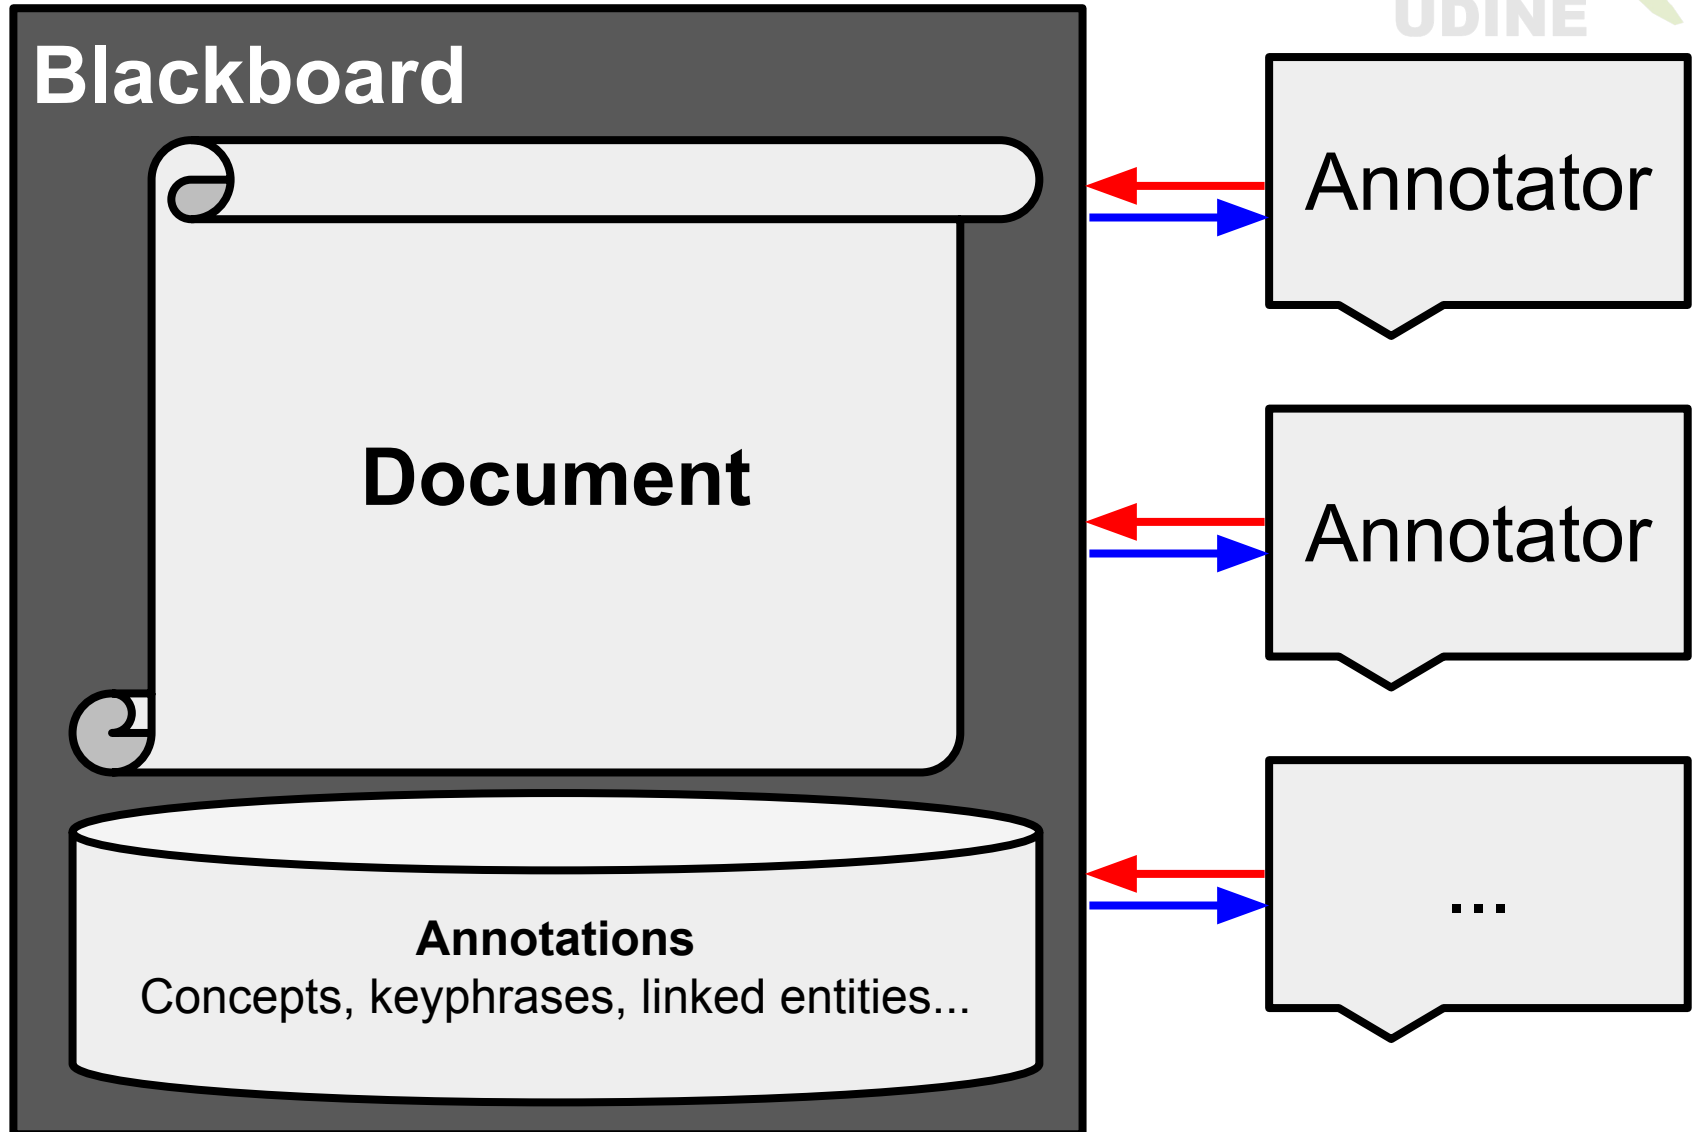 UDINE
Blackboard
Annotator
Document
Annotator
Annotations
Concepts, keyphrases, linked entities...
...